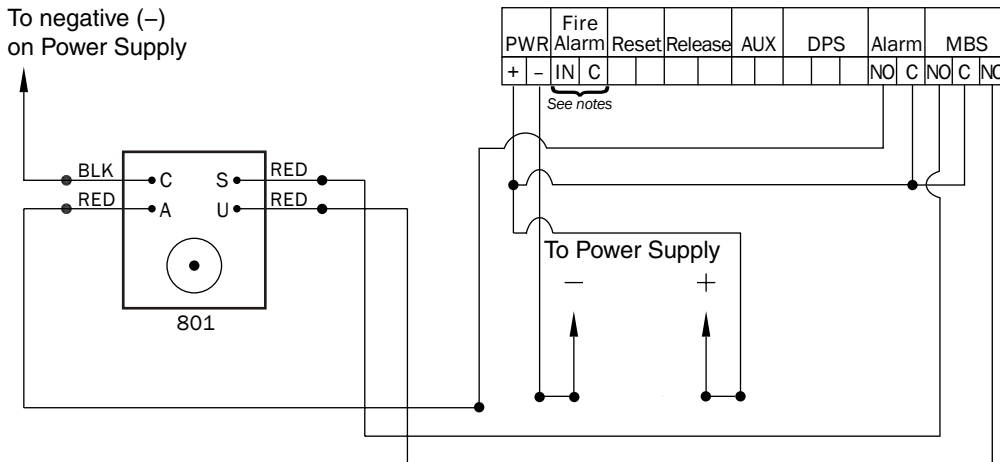 To negative (–)
on Power Supply
PWR Fire Alarm Reset Release AUX DPS Alarm MBS
+ – IN C NO C NO C NO
See notes
BLK C S RED
RED A U RED
801
To Power Supply
– +